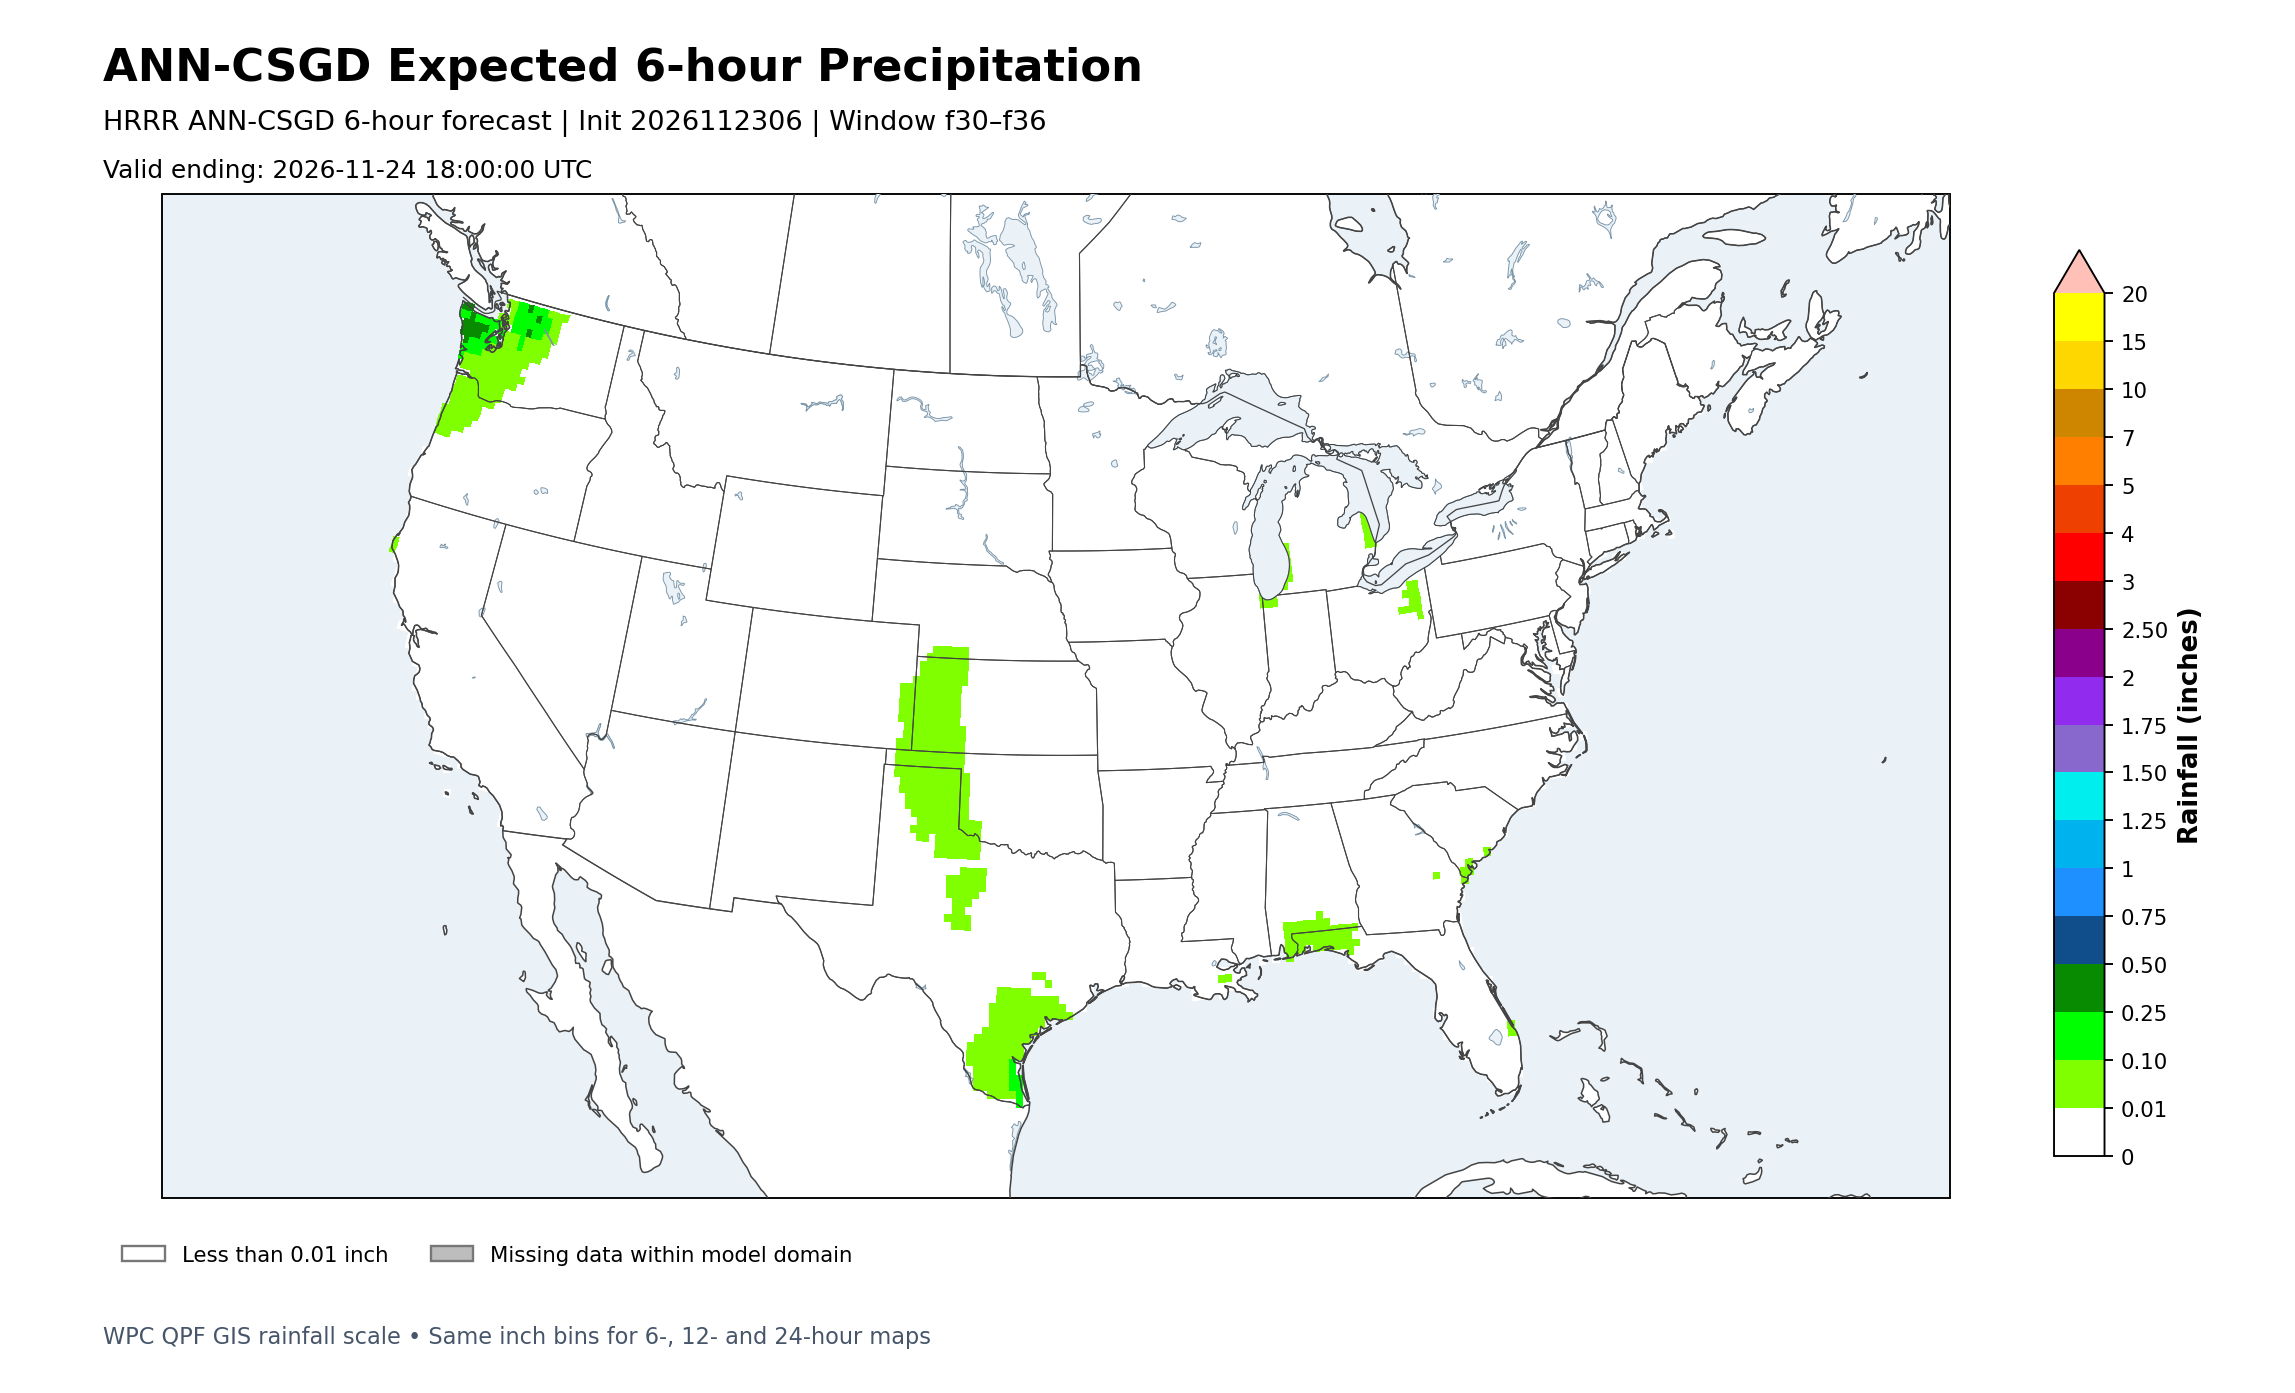 ANN-CSGD Expected 6-hour Precipitation
HRRR ANN-CSGD 6-hour forecast | Init 2026112306 | Window f30–f36
Valid ending: 2026-11-24 18:00:00 UTC
20
15
10
7
5
4
3
2.50
2
1.75
1.50
1.25
1
0.75
0.50
0.25
0.10
0.01
0
Rainfall (inches)
Less than 0.01 inch
Missing data within model domain
WPC QPF GIS rainfall scale • Same inch bins for 6-, 12- and 24-hour maps